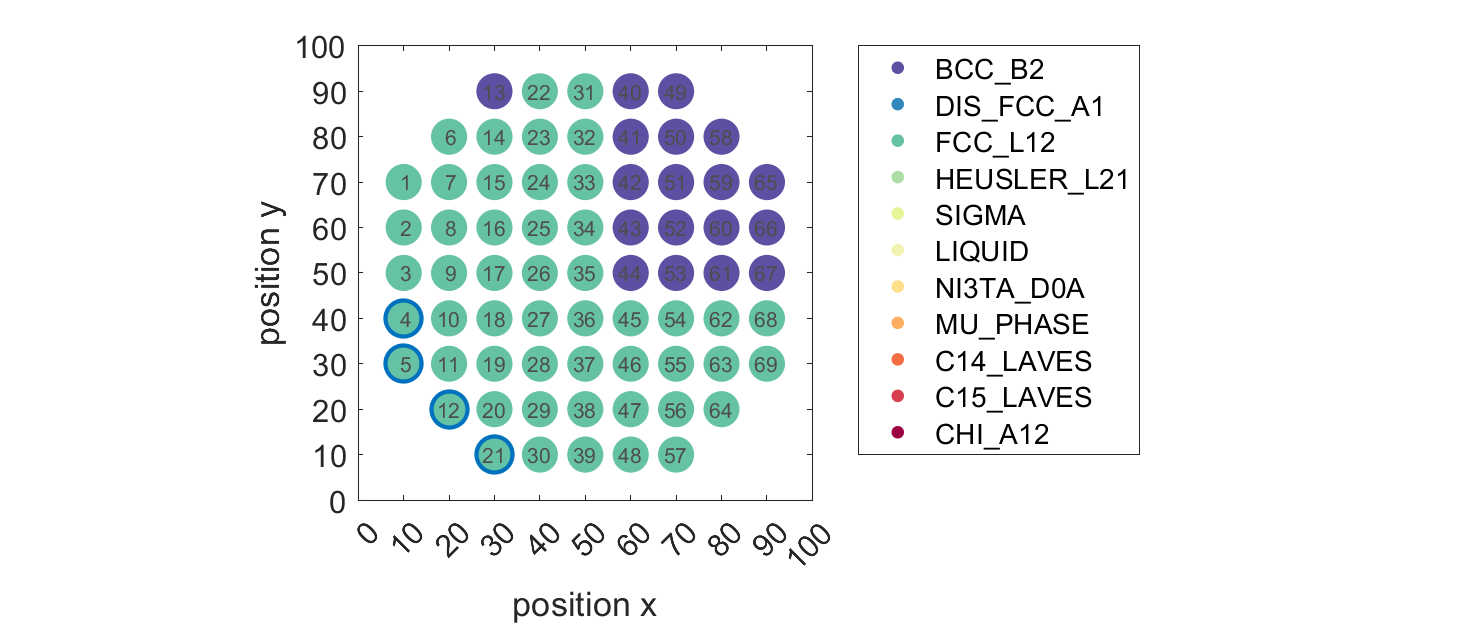 100
90
80
70
60
50
40
30
20
10
0
position y
13 22 31 40 49
6 14 23 32 41 50 58
1 7 15 24 33 42 51 59 65
2 8 16 25 34 43 52 60 66
3 9 17 26 35 44 53 61 67
4 10 18 27 36 45 54 62 68
5 11 19 28 37 46 55 63 69
12 20 29 38 47 56 64
21 30 39 48 57
0 10 20 30 40 50 60 70 80 90 100
position x
BCC_B2
DIS_FCC_A1
FCC_L12
HEUSLER_L21
SIGMA
LIQUID
NI3TA_D0A
MU_PHASE
C14_LAVES
C15_LAVES
CHI_A12